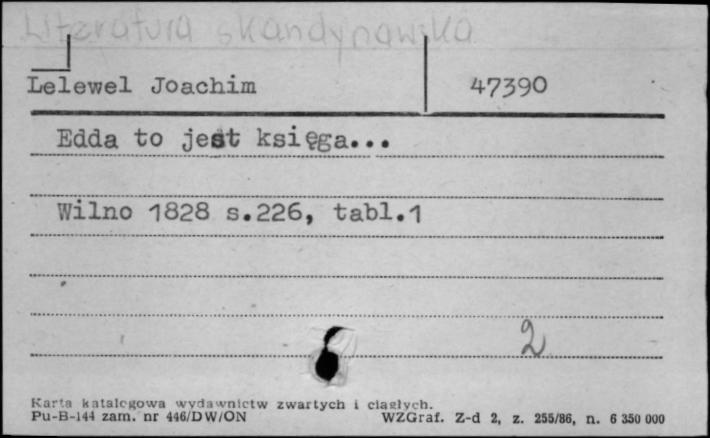 Literatura skandynawska
Lelewel Joachim 47390
Edda to jest księga...
Wilno 1828 s.226, tabl.1
2
Karta katalogowa wydawnictw zwartych i ciągłych.
Pu-B-144 zam. nr 446/DW/ON WZGraf. Z-d 2, z. 255/86, n. 6 350 000